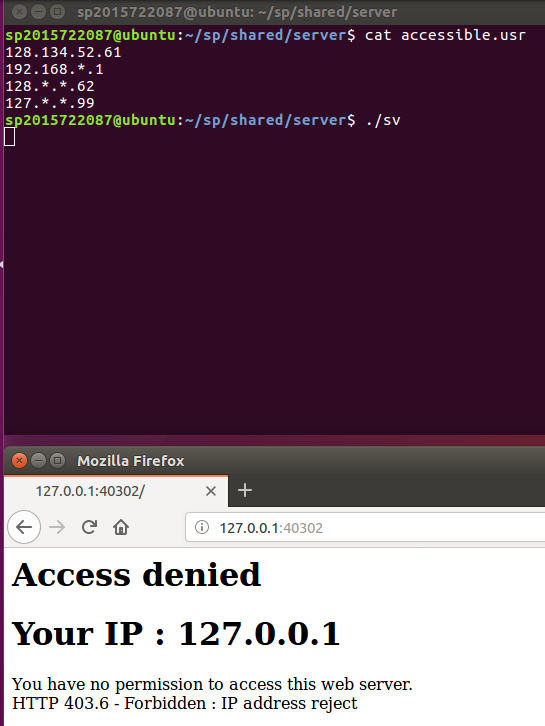 sp2015722087@ubuntu: ~/sp/shared/server
sp2015722087@ubuntu:~/sp/shared/server$ cat accessible.usr
128.134.52.61
192.168.*.1
128.*.*.62
127.*.*.99
sp2015722087@ubuntu:~/sp/shared/server$ ./sv
Mozilla Firefox
127.0.0.1:40302/
127.0.0.1:40302
Access denied
Your IP : 127.0.0.1
You have no permission to access this web server.
HTTP 403.6 - Forbidden : IP address reject